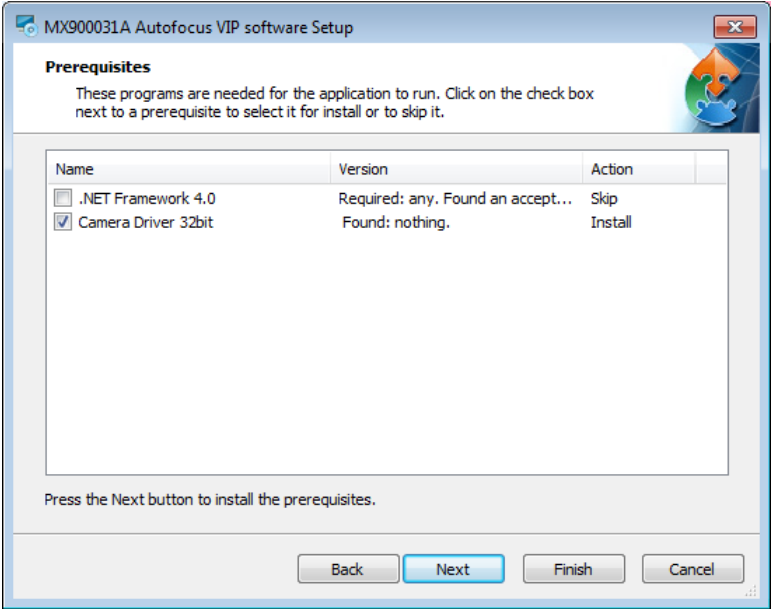 MX900031A Autofocus VIP software Setup
Prerequisites
These programs are needed for the application to run. Click on the check box
next to a prerequisite to select it for install or to skip it.
Name Version Action
.NET Framework 4.0 Required: any. Found an accept... Skip
Camera Driver 32bit Found: nothing. Install
Press the Next button to install the prerequisites.
Back Next Finish Cancel